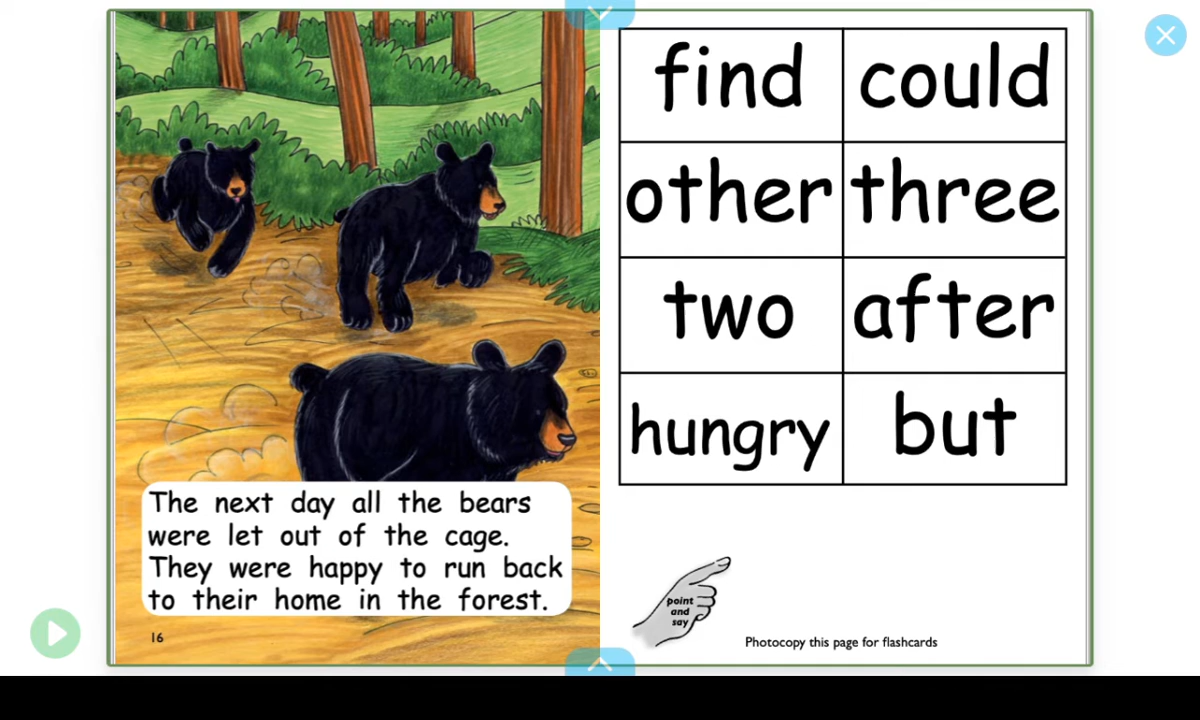 The next day all the bears
were let out of the cage.
They were happy to run back
to their home in the forest.
16
find could
other three
two after
hungry but
point
and
say
Photocopy this page for flashcards